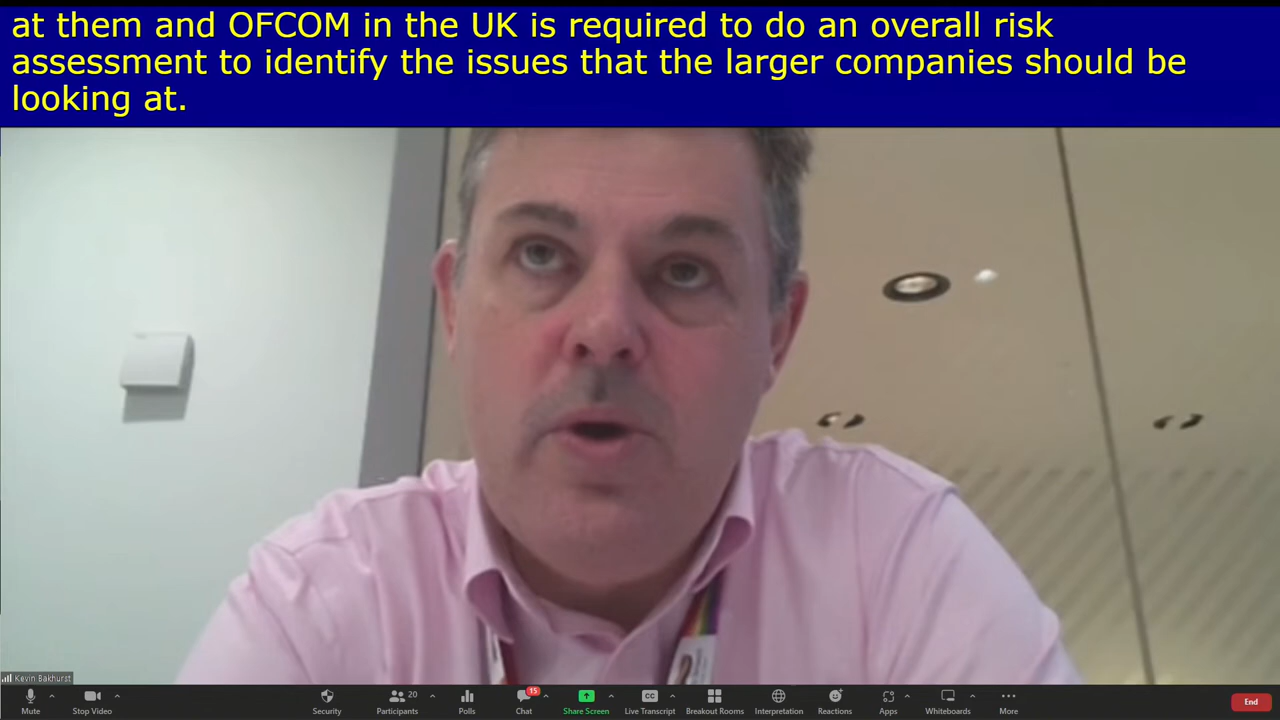 at them and OFCOM in the UK is required to do an overall risk
assessment to identify the issues that the larger companies should be
looking at.
Kevin Bakhurst
Mute
Stop Video
Security
Participants
20
Polls
Chat
15
Share Screen
CC
Live Transcript
Breakout Rooms
Interpretation
Reactions
Apps
Whiteboards
More
End